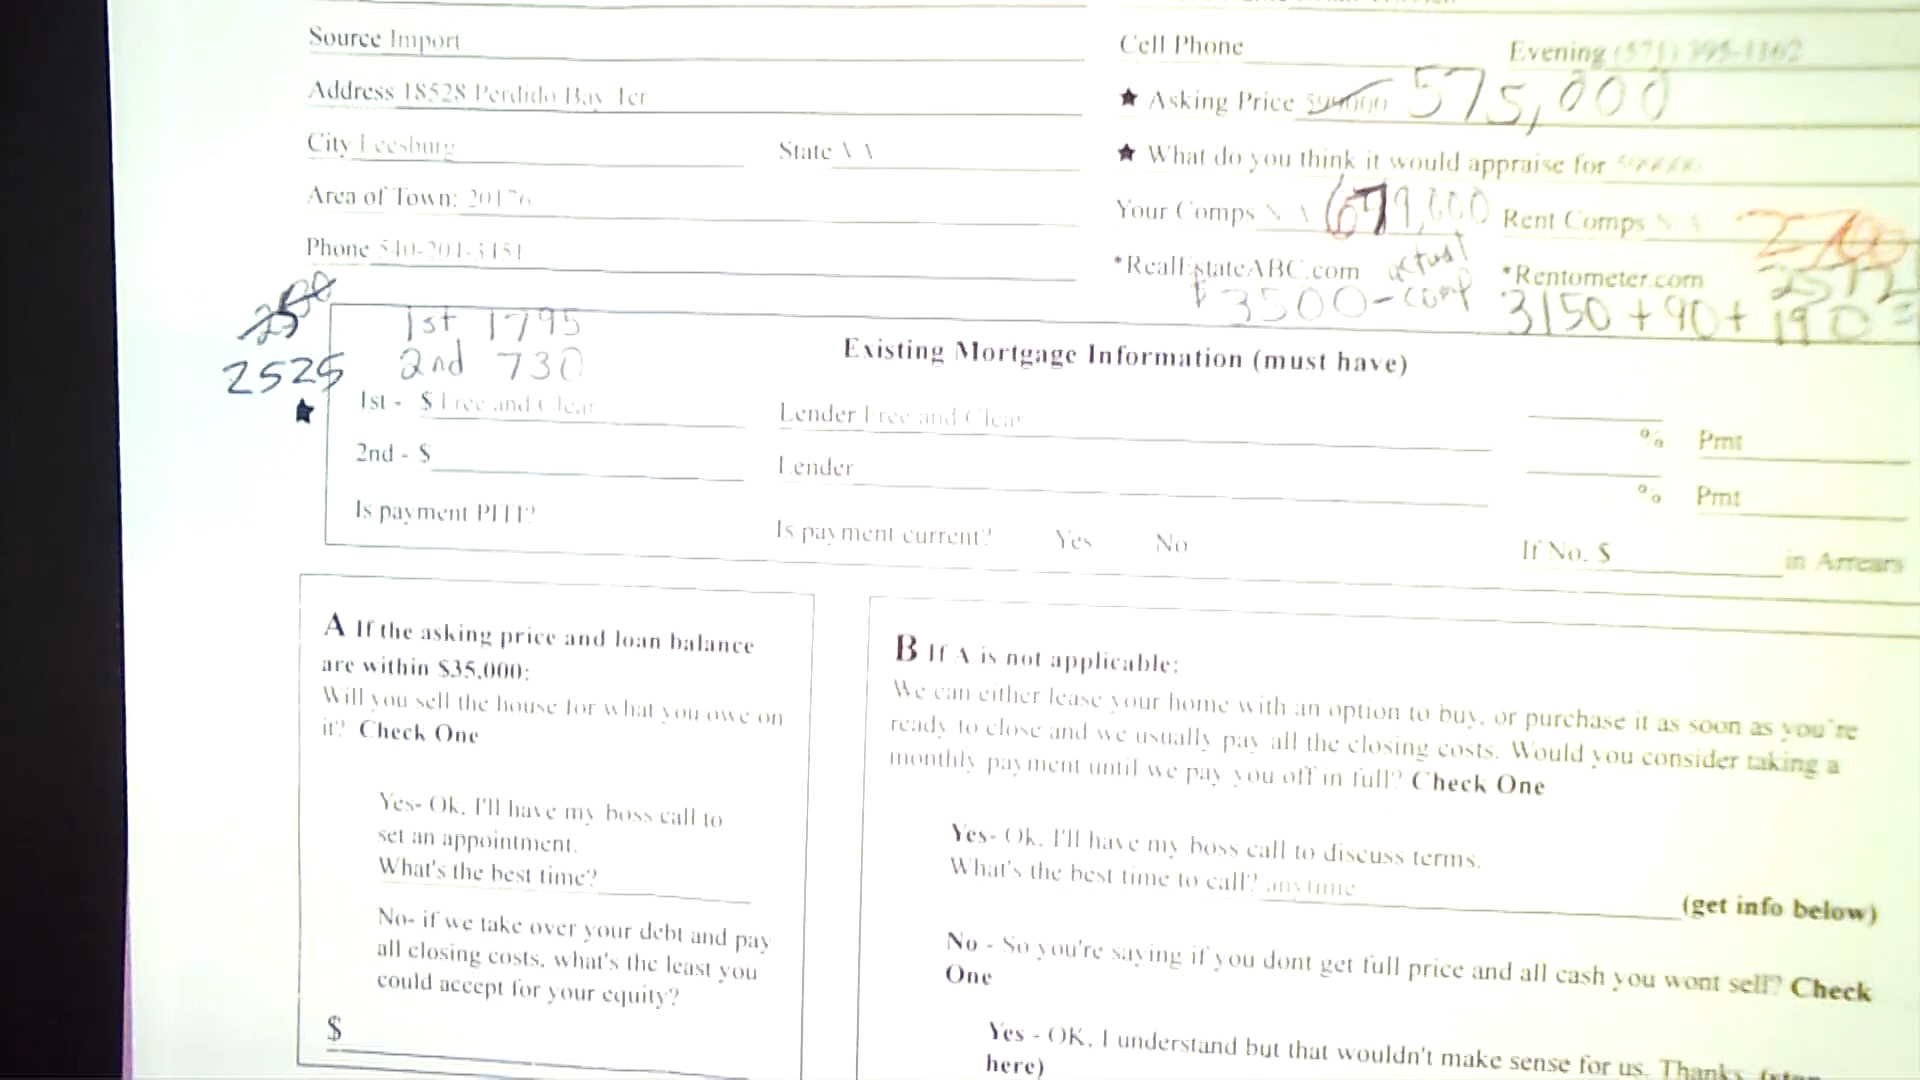 Source Import
Cell Phone Evening (571) 395-1162
Address 18528 Perdido Bay Ter
★ Asking Price 599000 575,000
City Leesburg State VA
★ What do you think it would appraise for
Area of Town: 20176
Your Comps N A 679,000 Rent Comps N A 2700
Phone 540-204-3451
*RealEstateABC.com actual *Rentometer.com 2572
$3500-comp 3150 + 90 + 190 =
2500
1st 1795
2525 2nd 730
Existing Mortgage Information (must have)
★ 1st - $ Free and Clear Lender Free and Clear % Pmt
2nd - $ Lender % Pmt
Is payment PITI? Is payment current? Yes No If No, $ in Arrears
A If the asking price and loan balance
are within $35,000:
Will you sell the house for what you owe on
it? Check One
Yes- Ok, I'll have my boss call to
set an appointment.
What's the best time?
No- if we take over your debt and pay
all closing costs, what's the least you
could accept for your equity?
$
B If A is not applicable:
We can either lease your home with an option to buy, or purchase it as soon as you're
ready to close and we usually pay all the closing costs. Would you consider taking a
monthly payment until we pay you off in full? Check One
Yes- Ok, I'll have my boss call to discuss terms.
What's the best time to call? anytime
(get info below)
No - So you're saying if you dont get full price and all cash you wont sell? Check
One
Yes - OK, I understand but that wouldn't make sense for us. Thanks, (stop
here)